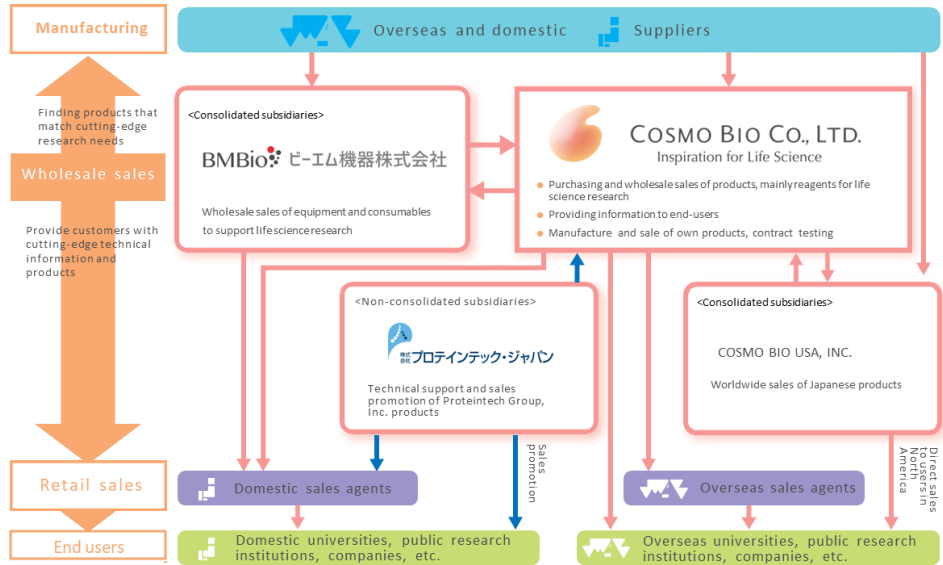 Manufacturing
Overseas and domestic
Suppliers
Finding products that
match cutting-edge
research needs
Wholesale sales
Provide customers with
cutting-edge technical
information and
products
<Consolidated subsidiaries>
BMBio ビーエム機器株式会社
Wholesale sales of equipment and consumables
to support life science research
COSMO BIO CO., LTD.
Inspiration for Life Science
Purchasing and wholesale sales of products, mainly reagents for life
science research
Providing information to end-users
Manufacture and sale of own products, contract testing
<Non-consolidated subsidiaries>
株式会社 プロテインテック・ジャパン
Technical support and sales
promotion of Proteintech Group,
Inc. products
<Consolidated subsidiaries>
COSMO BIO USA, INC.
Worldwide sales of Japanese products
Sales
promotion
Direct sales
to users in
North
America
Retail sales
Domestic sales agents
Overseas sales agents
End users
Domestic universities, public research
institutions, companies, etc.
Overseas universities, public research
institutions, companies, etc.